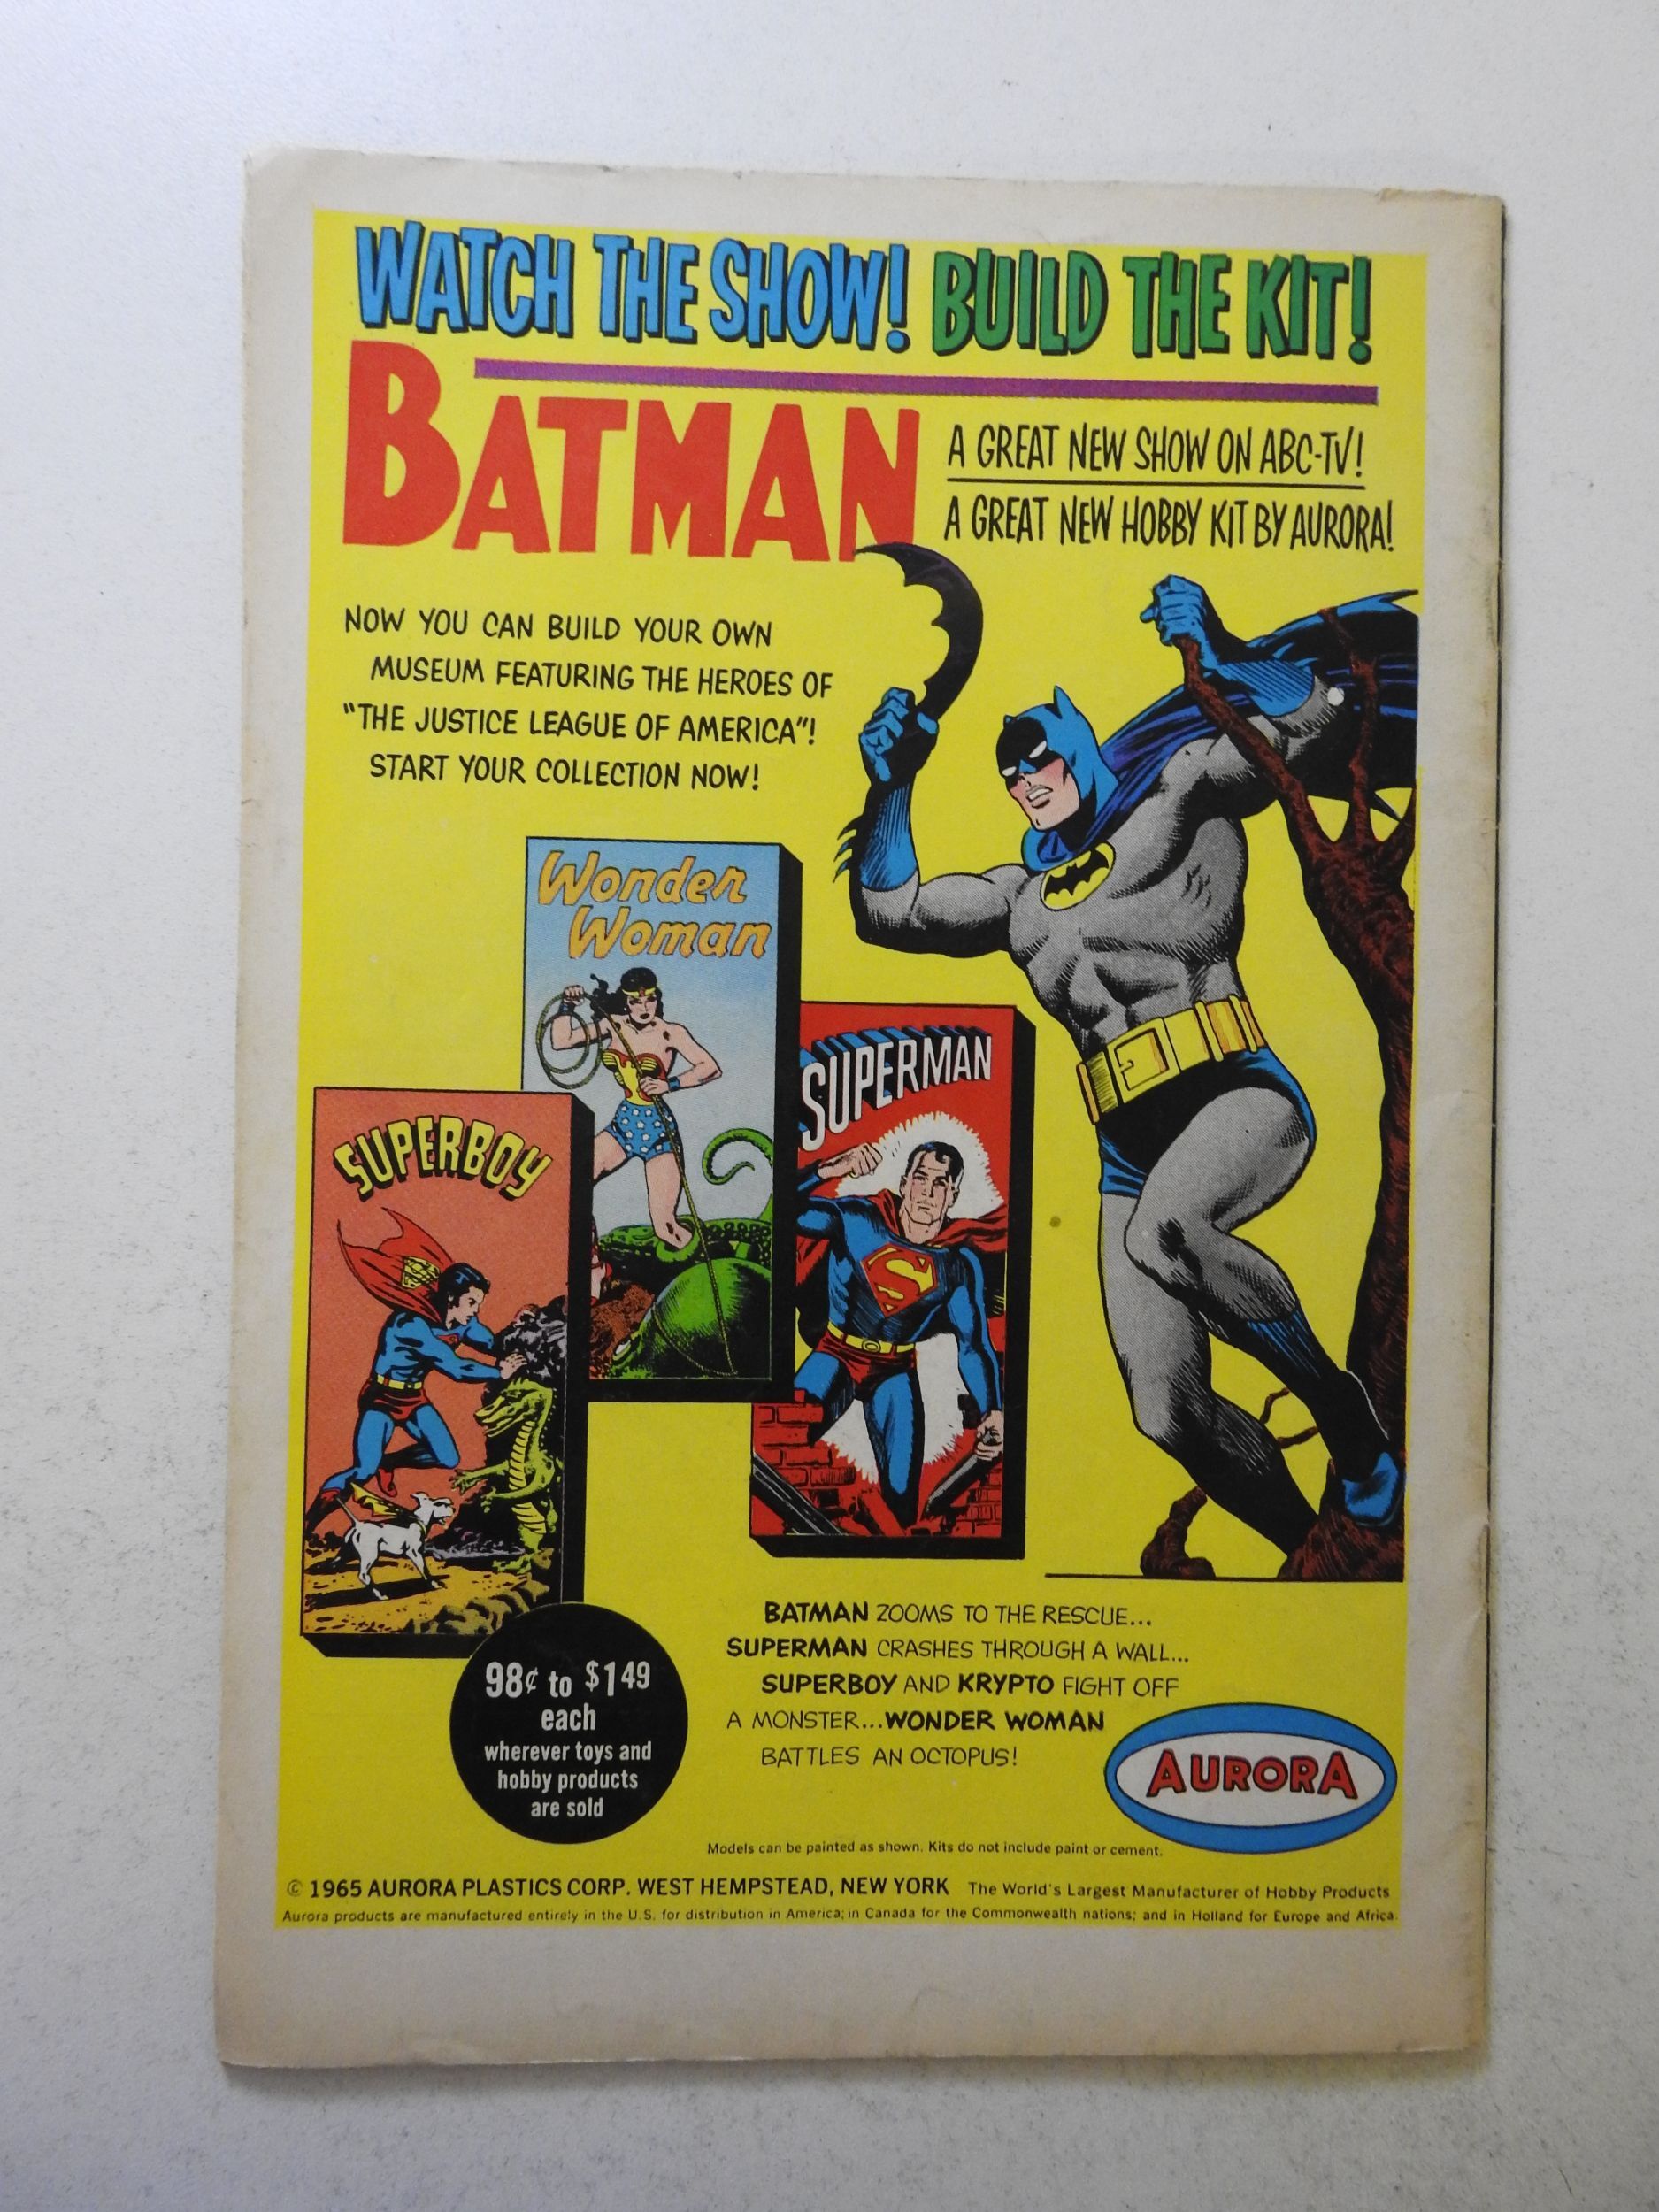 WATCH THE SHOW! BUILD THE KIT!
BATMAN
A GREAT NEW SHOW ON ABC-TV!
A GREAT NEW HOBBY KIT BY AURORA!
NOW YOU CAN BUILD YOUR OWN
MUSEUM FEATURING THE HEROES OF
"THE JUSTICE LEAGUE OF AMERICA"!
START YOUR COLLECTION NOW!
Wonder
Woman
SUPERMAN
SUPERBOY
BATMAN ZOOMS TO THE RESCUE...
SUPERMAN CRASHES THROUGH A WALL...
SUPERBOY AND KRYPTO FIGHT OFF
A MONSTER...WONDER WOMAN
BATTLES AN OCTOPUS!
98¢ to $1 49
each
wherever toys and
hobby products
are sold
AURORA
Models can be painted as shown. Kits do not include paint or cement.
© 1965 AURORA PLASTICS CORP. WEST HEMPSTEAD, NEW YORK The World's Largest Manufacturer of Hobby Products
Aurora products are manufactured entirely in the U.S. for distribution in America; in Canada for the Commonwealth nations; and in Holland for Europe and Africa.